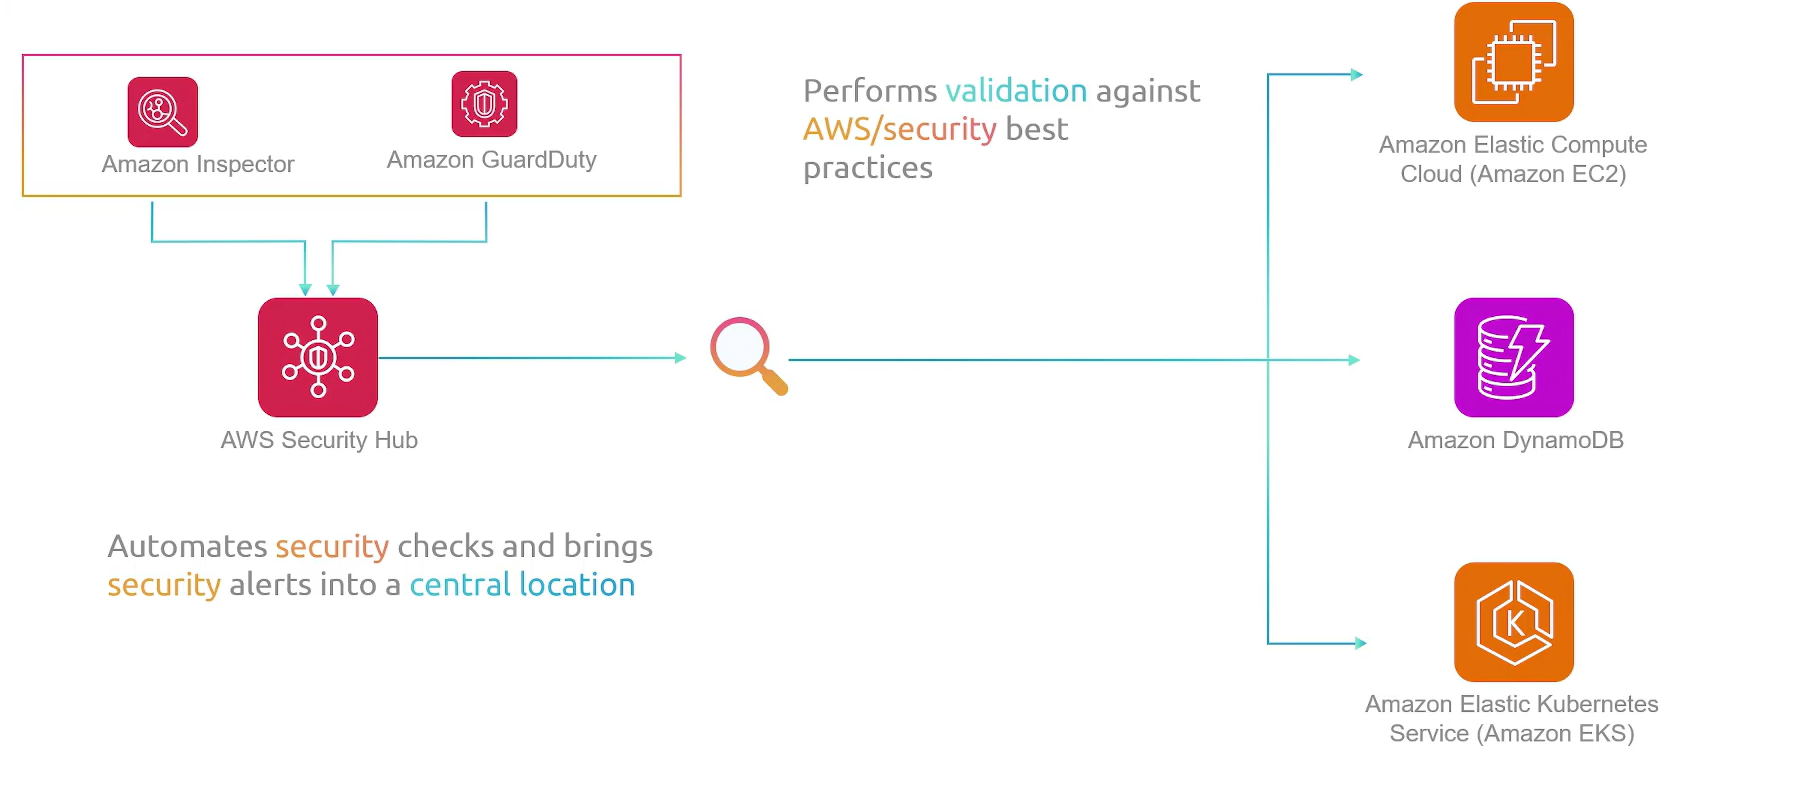 Amazon Inspector
Amazon GuardDuty
Performs validation against
AWS/security best
practices
Amazon Elastic Compute
Cloud (Amazon EC2)
AWS Security Hub
Amazon DynamoDB
Automates security checks and brings
security alerts into a central location
K
Amazon Elastic Kubernetes
Service (Amazon EKS)